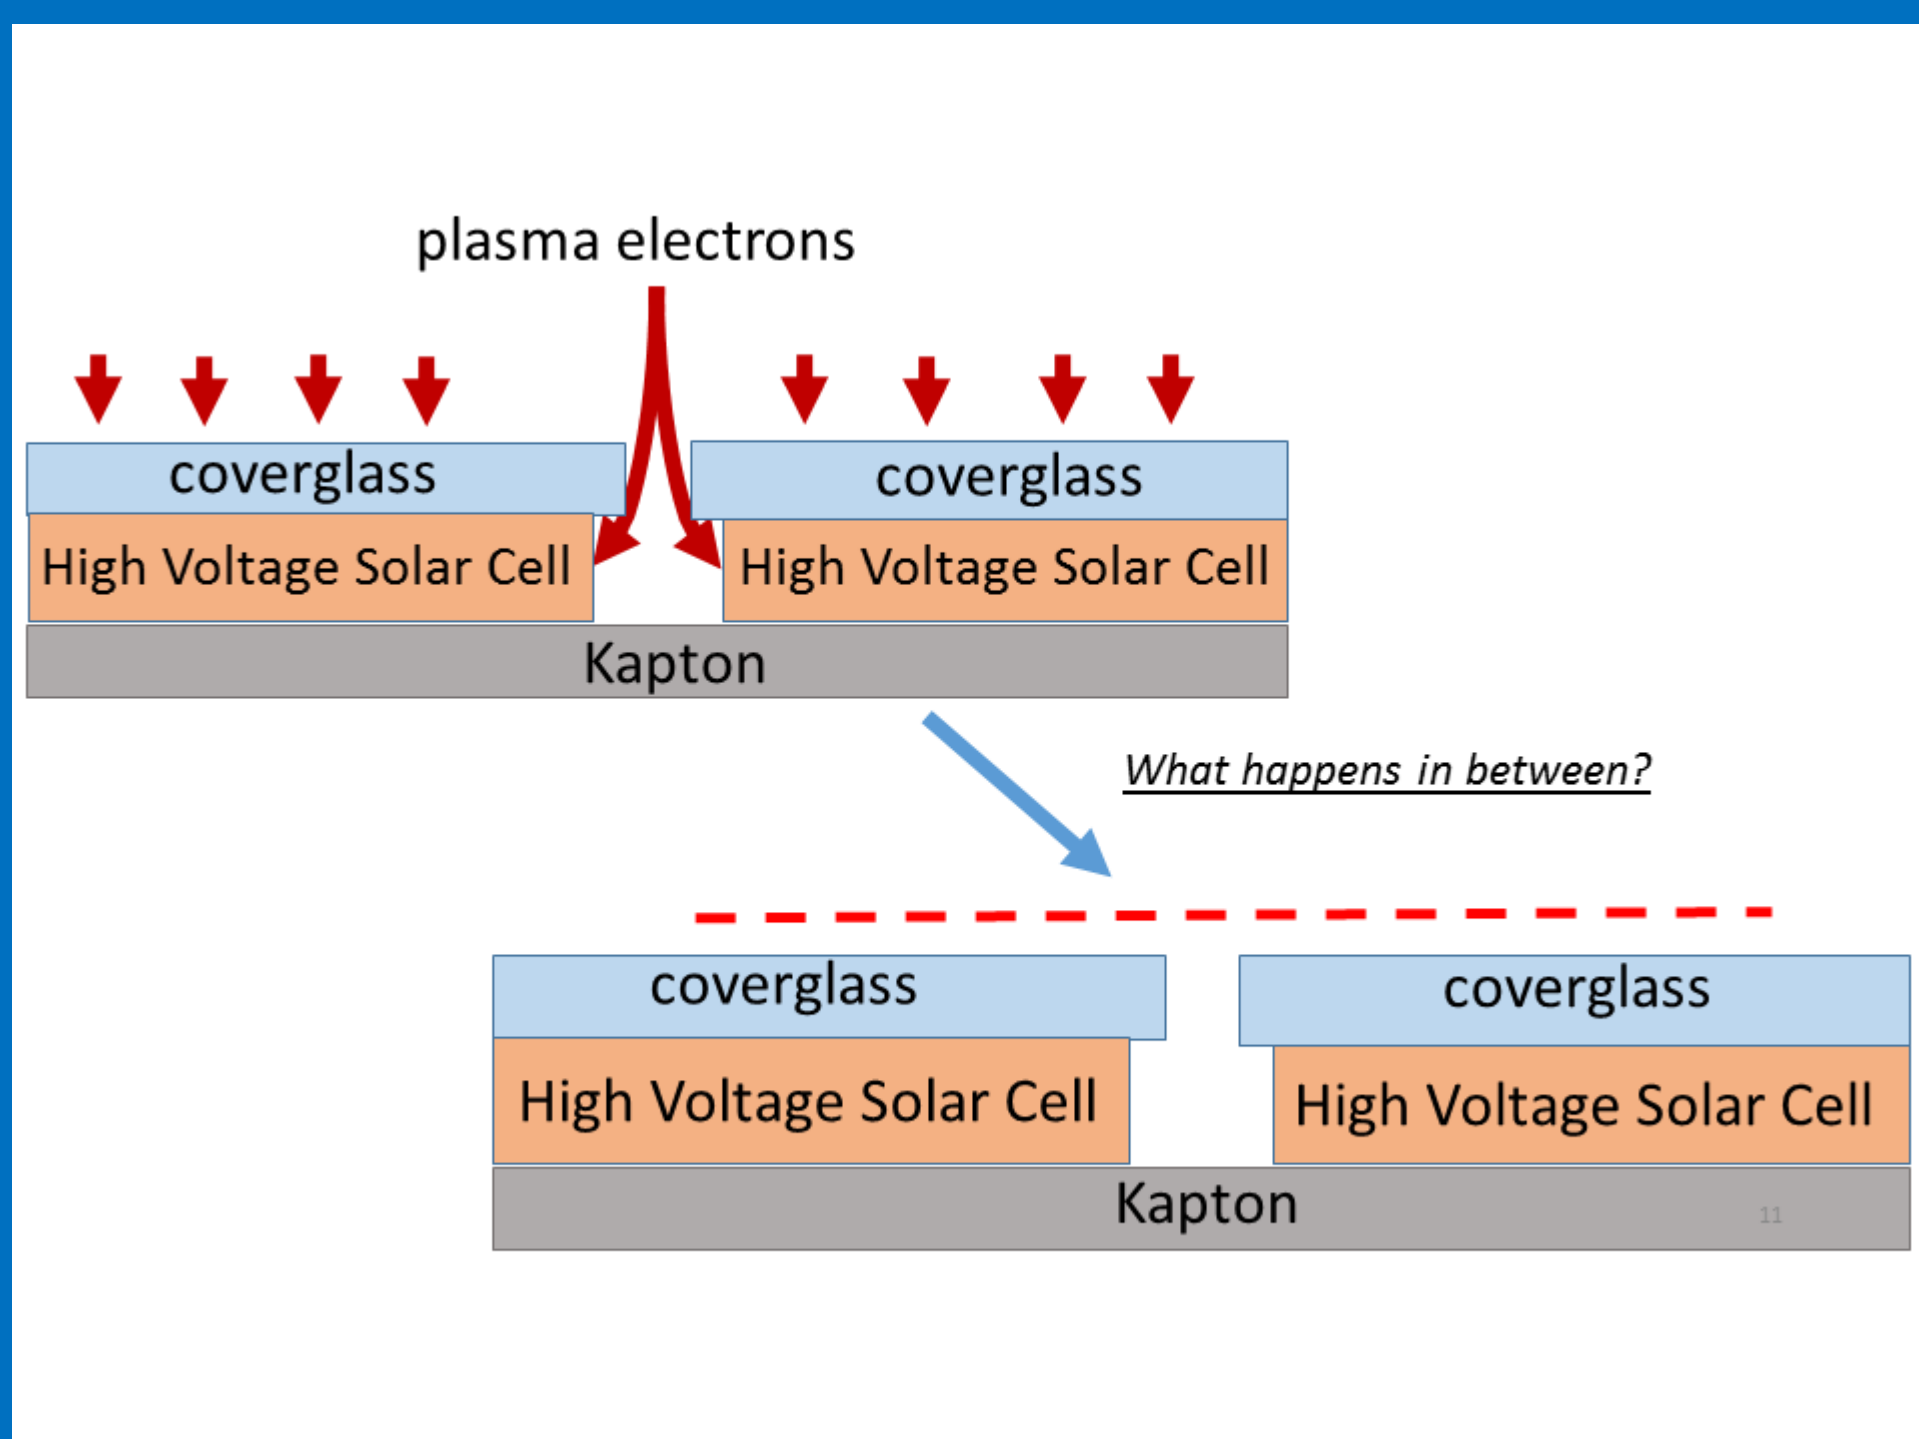 plasma electrons
coverglass
coverglass
High Voltage Solar Cell
High Voltage Solar Cell
Kapton
What happens in between?
coverglass
coverglass
High Voltage Solar Cell
High Voltage Solar Cell
Kapton
11